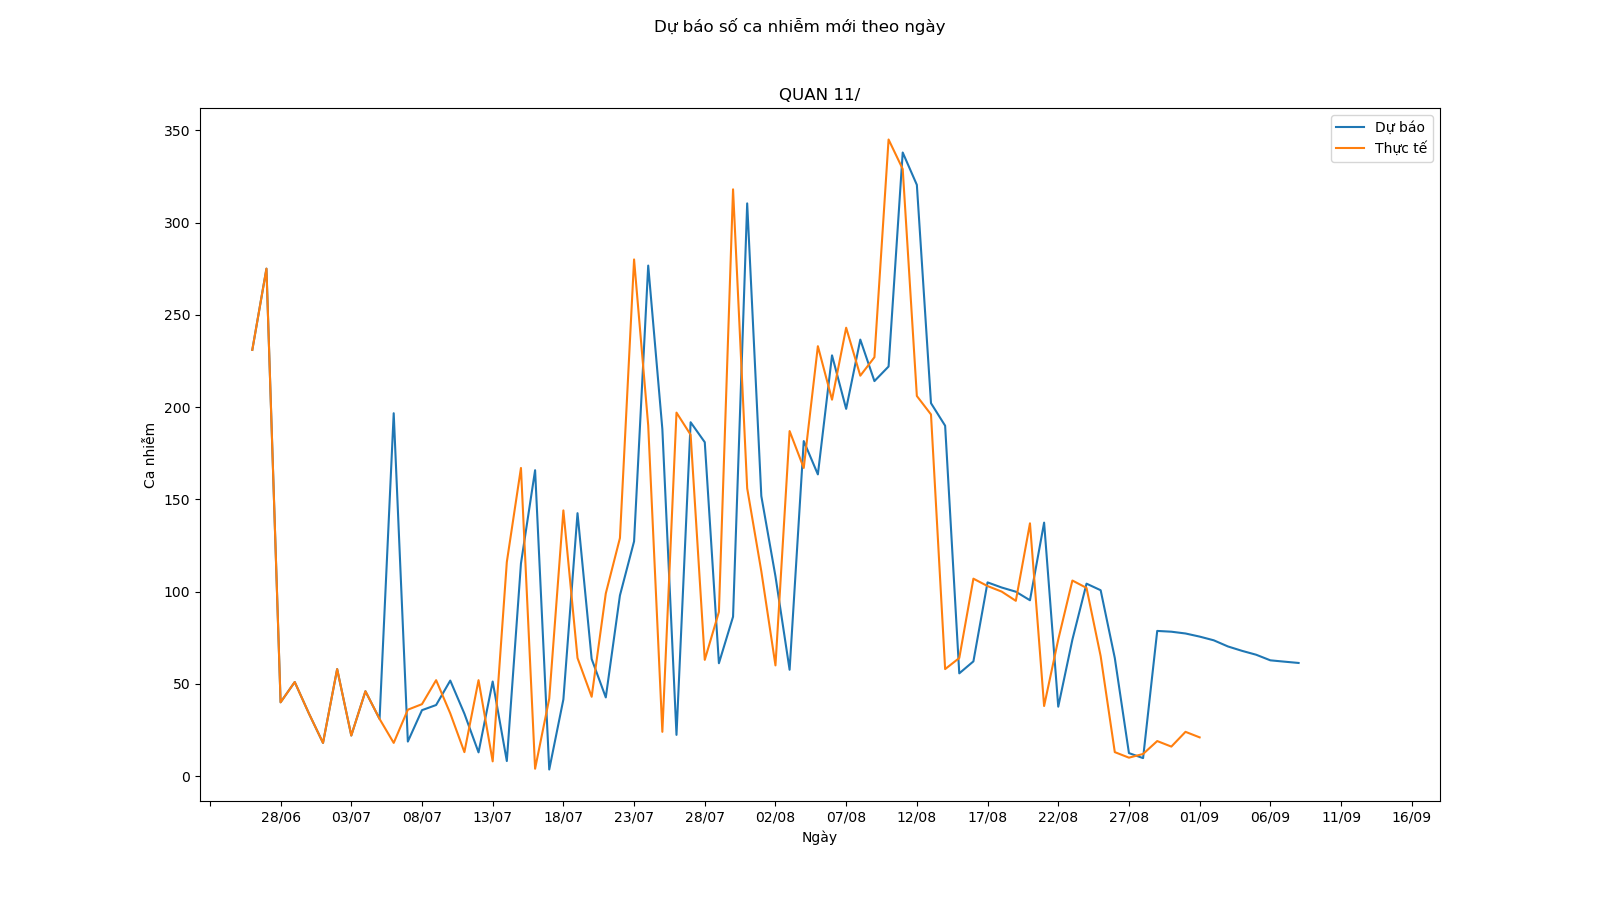 Dự báo số ca nhiễm mới theo ngày
QUAN 11/
Dự báo
Thực tế
Ca nhiễm
350
300
250
200
150
100
50
0
28/06 03/07 08/07 13/07 18/07 23/07 28/07 02/08 07/08 12/08 17/08 22/08 27/08 01/09 06/09 11/09 16/09
Ngày